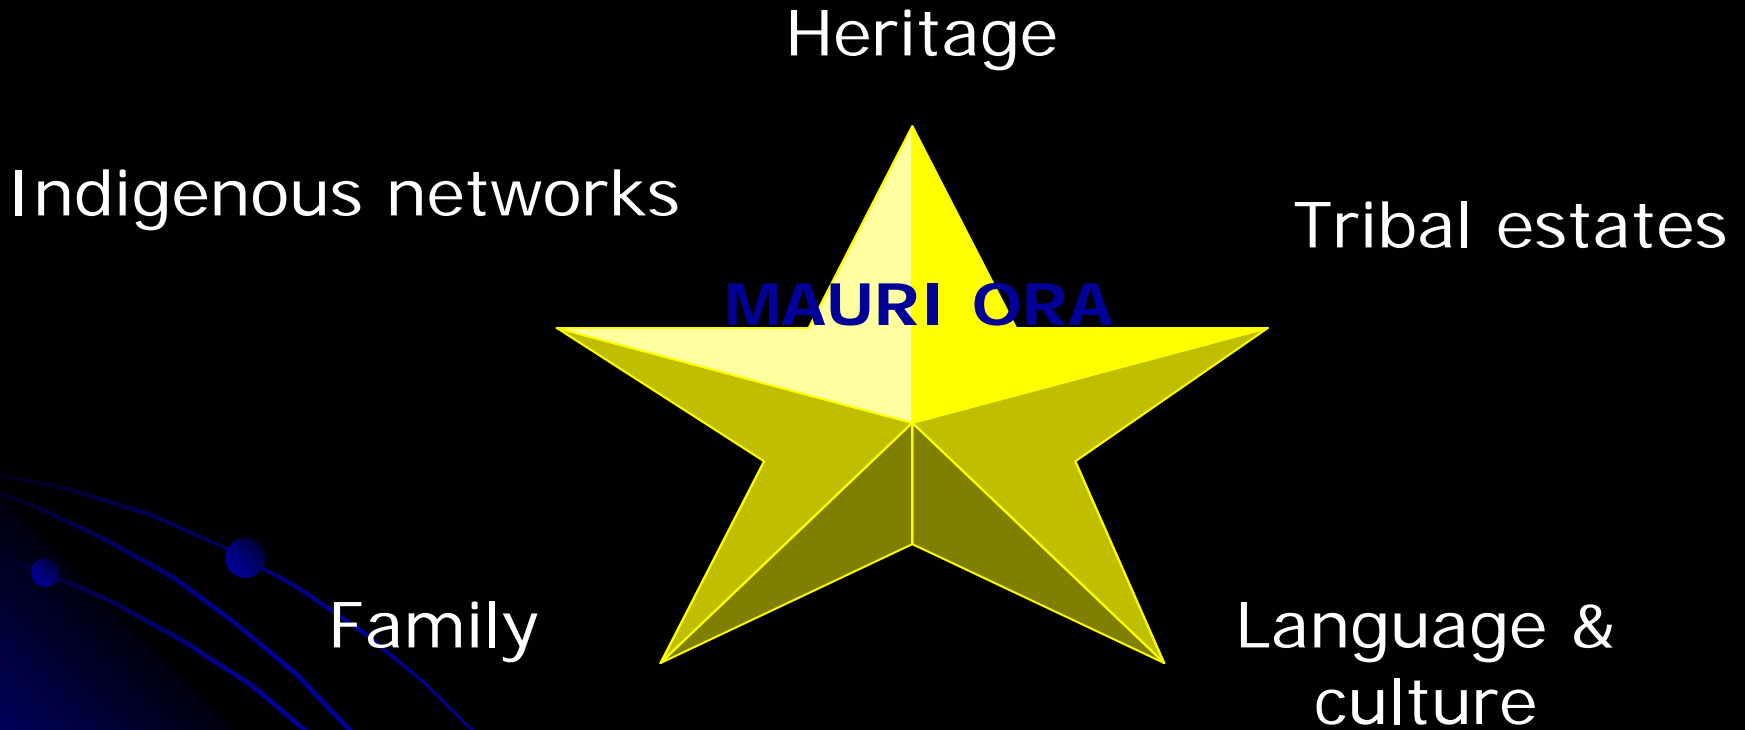 Heritage
Indigenous networks
Tribal estates
MAURI ORA
Family
Language &
culture